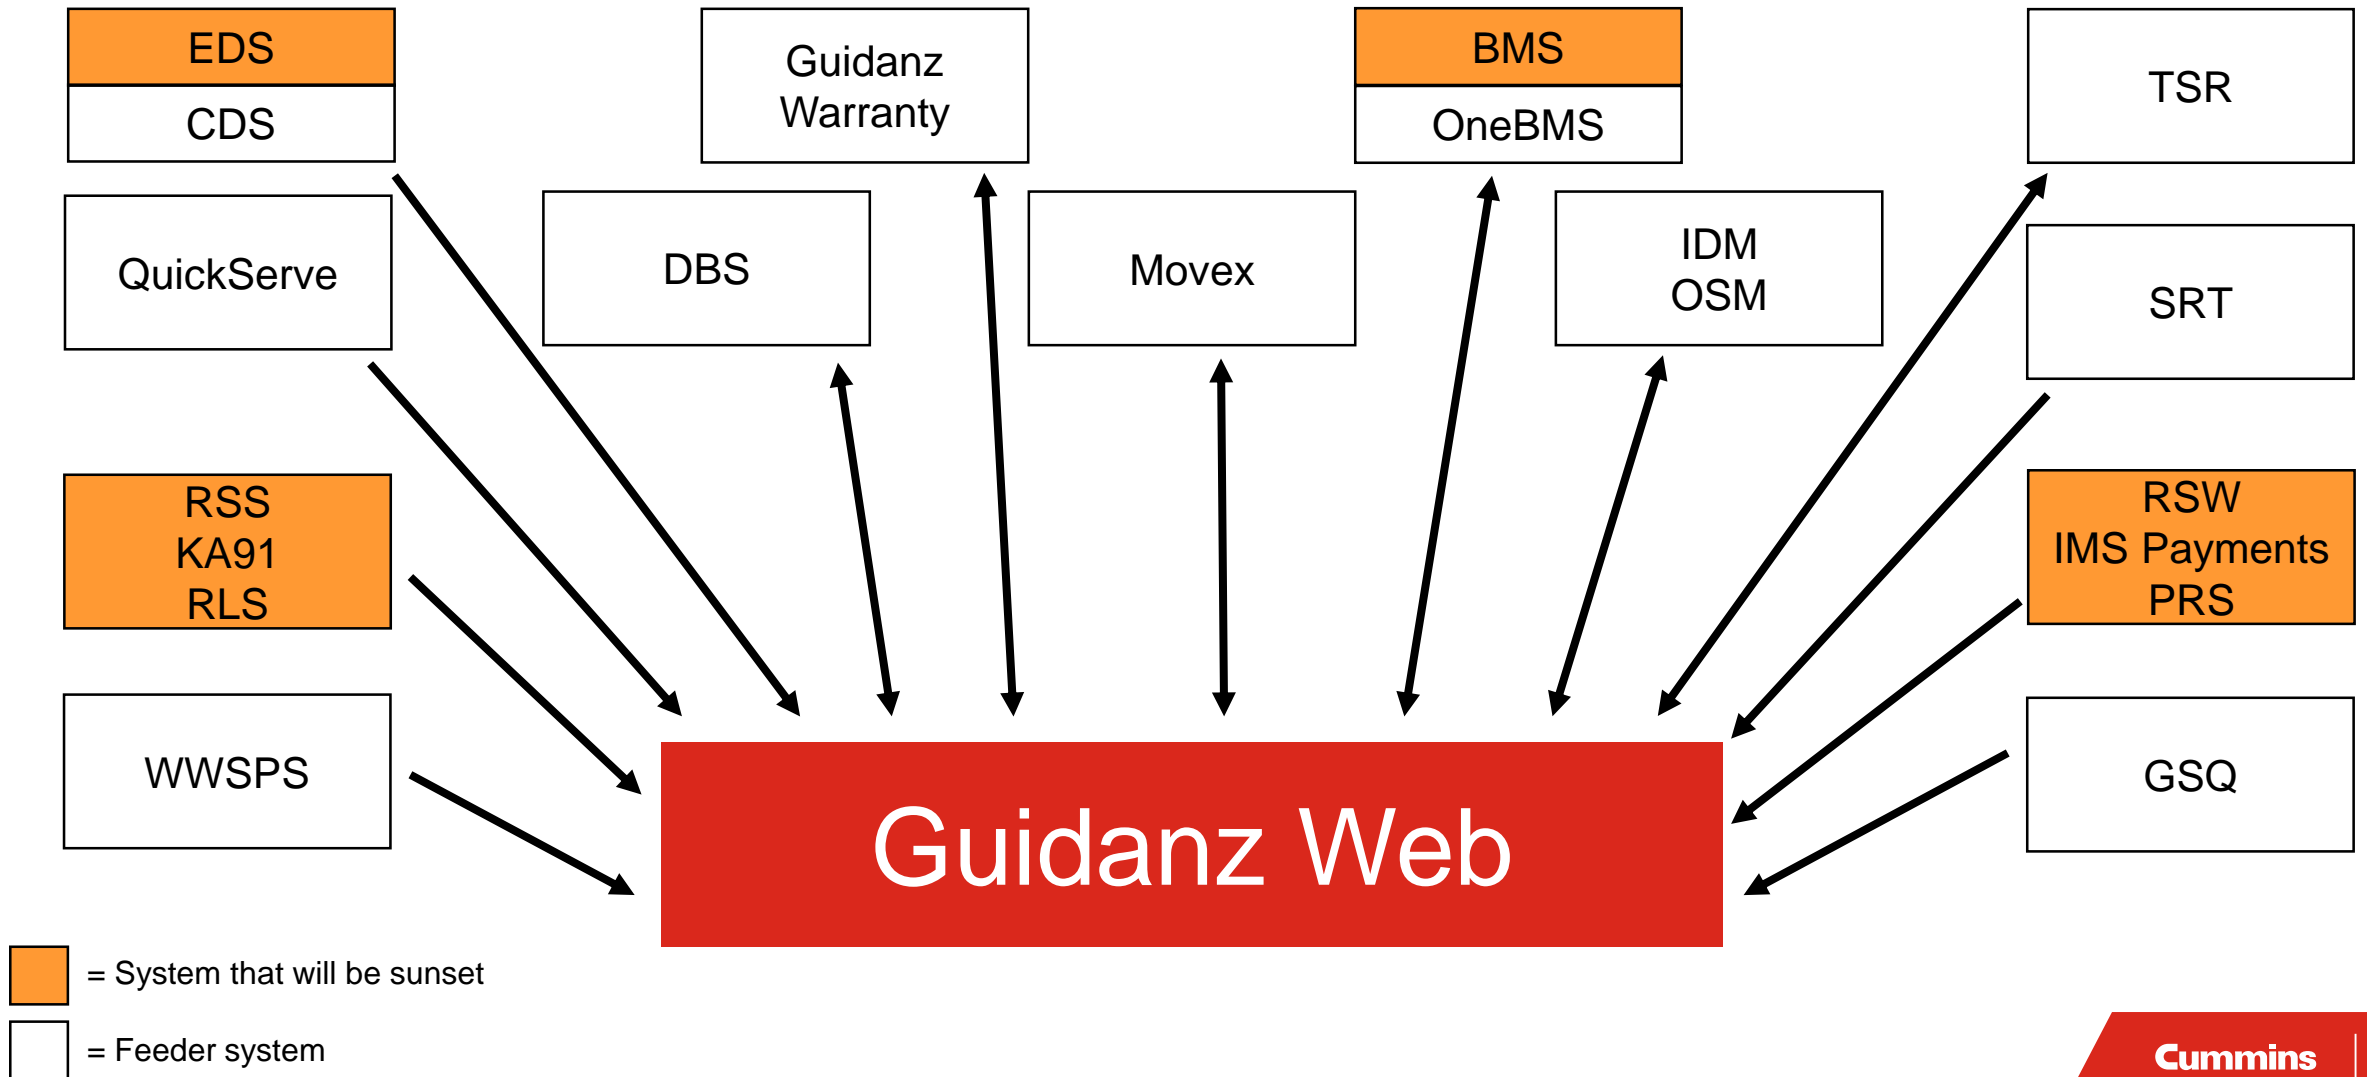 EDS
CDS
Guidanz
Warranty
BMS
OneBMS
TSR
QuickServe
DBS
Movex
IDM
OSM
SRT
RSS
KA91
RLS
RSW
IMS Payments
PRS
WWSPS
GSQ
Guidanz Web
= System that will be sunset
= Feeder system
Cummins